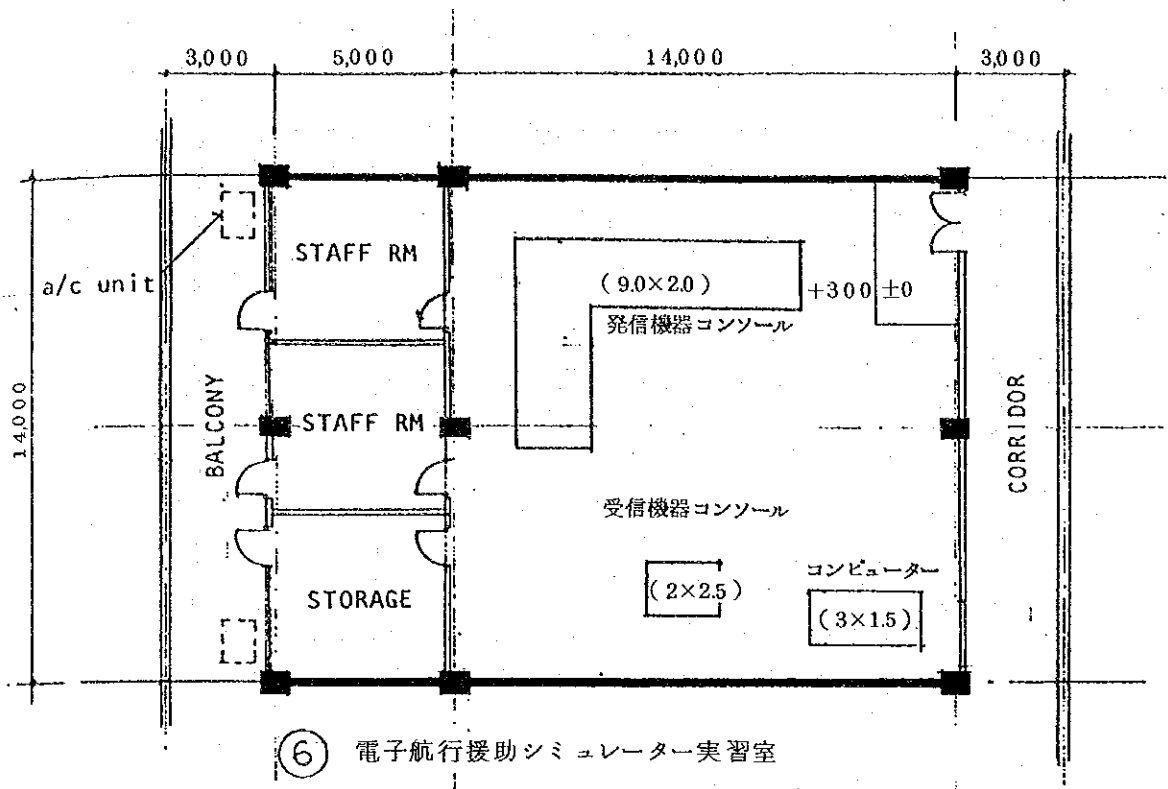 3,000
5,000
14,000
3,000
a/c unit
STAFF RM
(9.0×2.0)
+300
±0
発信機器コンソール
14,000
BALCONY
STAFF RM
CORRIDOR
受信機器コンソール
コンピューター
(2×2.5)
(3×1.5)
STORAGE
⑥ 電子航行援助シミュレーター実習室